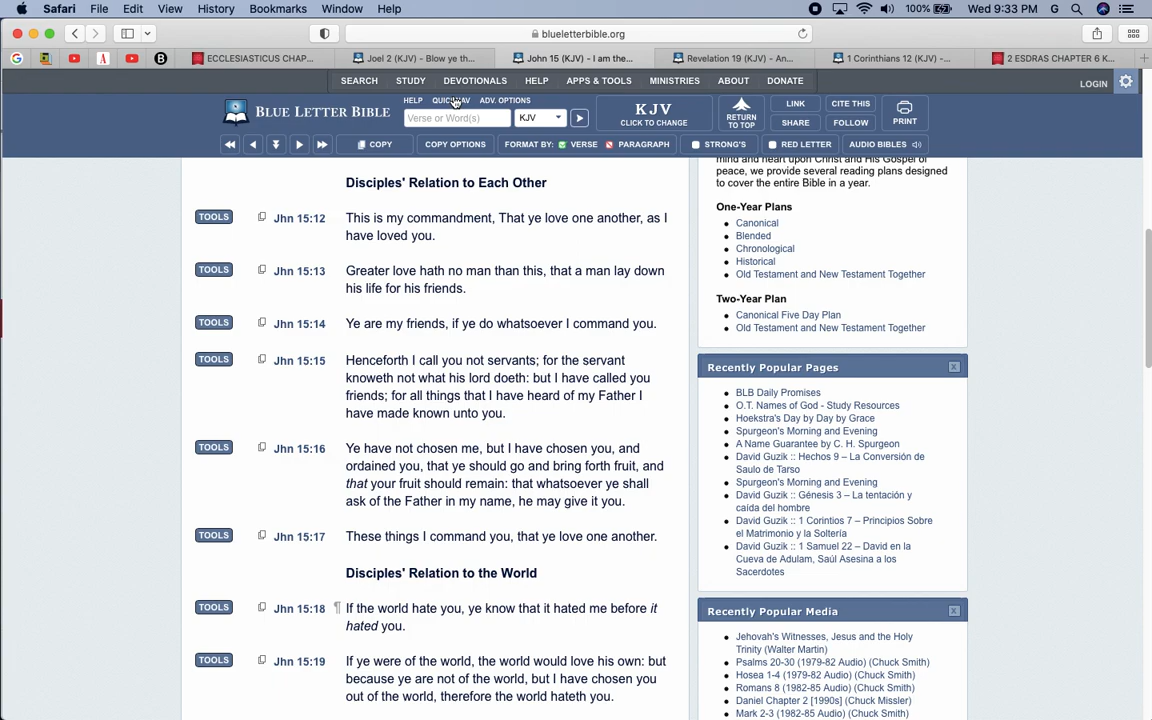 Safari File Edit View History Bookmarks Window Help 100% Wed 9:33 PM G
blueletterbible.org
ECCLESIASTICUS CHAP...
Joel 2 (KJV) - Blow ye th...
John 15 (KJV) - I am the...
Revelation 19 (KJV) - An...
1 Corinthians 12 (KJV) -...
2 ESDRAS CHAPTER 6 K...
SEARCH STUDY DEVOTIONALS HELP APPS & TOOLS MINISTRIES ABOUT DONATE LOGIN
HELP QUICKNAV ADV. OPTIONS
BLUE LETTER BIBLE
Verse or Word(s) KJV
KJV
CLICK TO CHANGE
RETURN
TO TOP
LINK CITE THIS
SHARE FOLLOW
PRINT
COPY COPY OPTIONS FORMAT BY: VERSE PARAGRAPH STRONG'S RED LETTER AUDIO BIBLES
Disciples' Relation to Each Other
TOOLS Jhn 15:12 This is my commandment, That ye love one another, as I
have loved you.
TOOLS Jhn 15:13 Greater love hath no man than this, that a man lay down
his life for his friends.
TOOLS Jhn 15:14 Ye are my friends, if ye do whatsoever I command you.
TOOLS Jhn 15:15 Henceforth I call you not servants; for the servant
knoweth not what his lord doeth: but I have called you
friends; for all things that I have heard of my Father I
have made known unto you.
TOOLS Jhn 15:16 Ye have not chosen me, but I have chosen you, and
ordained you, that ye should go and bring forth fruit, and
that your fruit should remain: that whatsoever ye shall
ask of the Father in my name, he may give it you.
TOOLS Jhn 15:17 These things I command you, that ye love one another.
Disciples' Relation to the World
TOOLS Jhn 15:18 ¶ If the world hate you, ye know that it hated me before it
hated you.
TOOLS Jhn 15:19 If ye were of the world, the world would love his own: but
because ye are not of the world, but I have chosen you
out of the world, therefore the world hateth you.
mind and heart upon Christ and His Gospel of
peace, we provide several reading plans designed
to cover the entire Bible in a year.
One-Year Plans
Canonical
Blended
Chronological
Historical
Old Testament and New Testament Together
Two-Year Plan
Canonical Five Day Plan
Old Testament and New Testament Together
Recently Popular Pages x
BLB Daily Promises
O.T. Names of God - Study Resources
Hoekstra's Day by Day by Grace
Spurgeon's Morning and Evening
A Name Guarantee by C. H. Spurgeon
David Guzik :: Hechos 9 – La Conversión de
Saulo de Tarso
Spurgeon's Morning and Evening
David Guzik :: Génesis 3 – La tentación y
caída del hombre
David Guzik :: 1 Corintios 7 – Principios Sobre
el Matrimonio y la Soltería
David Guzik :: 1 Samuel 22 – David en la
Cueva de Adulam, Saúl Asesina a los
Sacerdotes
Recently Popular Media x
Jehovah's Witnesses, Jesus and the Holy
Trinity (Walter Martin)
Psalms 20-30 (1979-82 Audio) (Chuck Smith)
Hosea 1-4 (1979-82 Audio) (Chuck Smith)
Romans 8 (1982-85 Audio) (Chuck Smith)
Daniel Chapter 2 [1990s] (Chuck Missler)
Mark 2-3 (1982-85 Audio) (Chuck Smith)